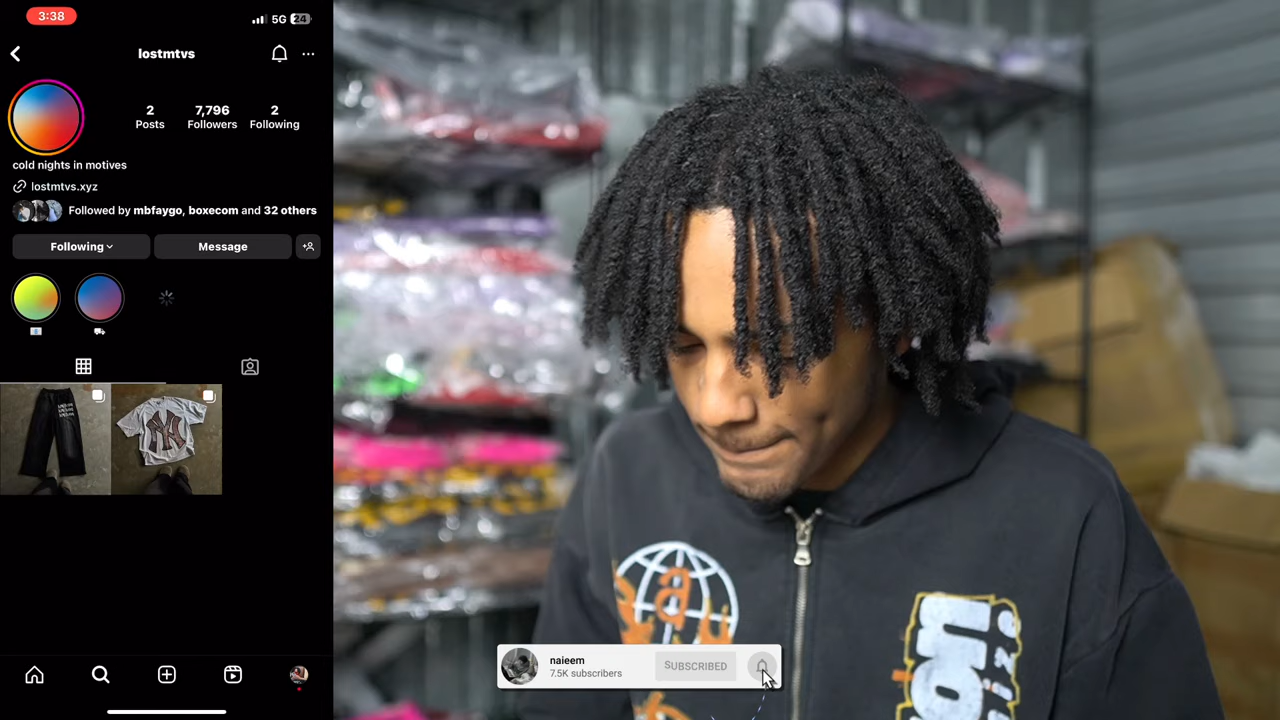 3:38
5G 24
lostmtvs
2
Posts
7,796
Followers
2
Following
cold nights in motives
lostmtvs.xyz
Followed by mbfaygo, boxecom and 32 others
Following
Message
NY
a
naieem
7.5K subscribers
SUBSCRIBED